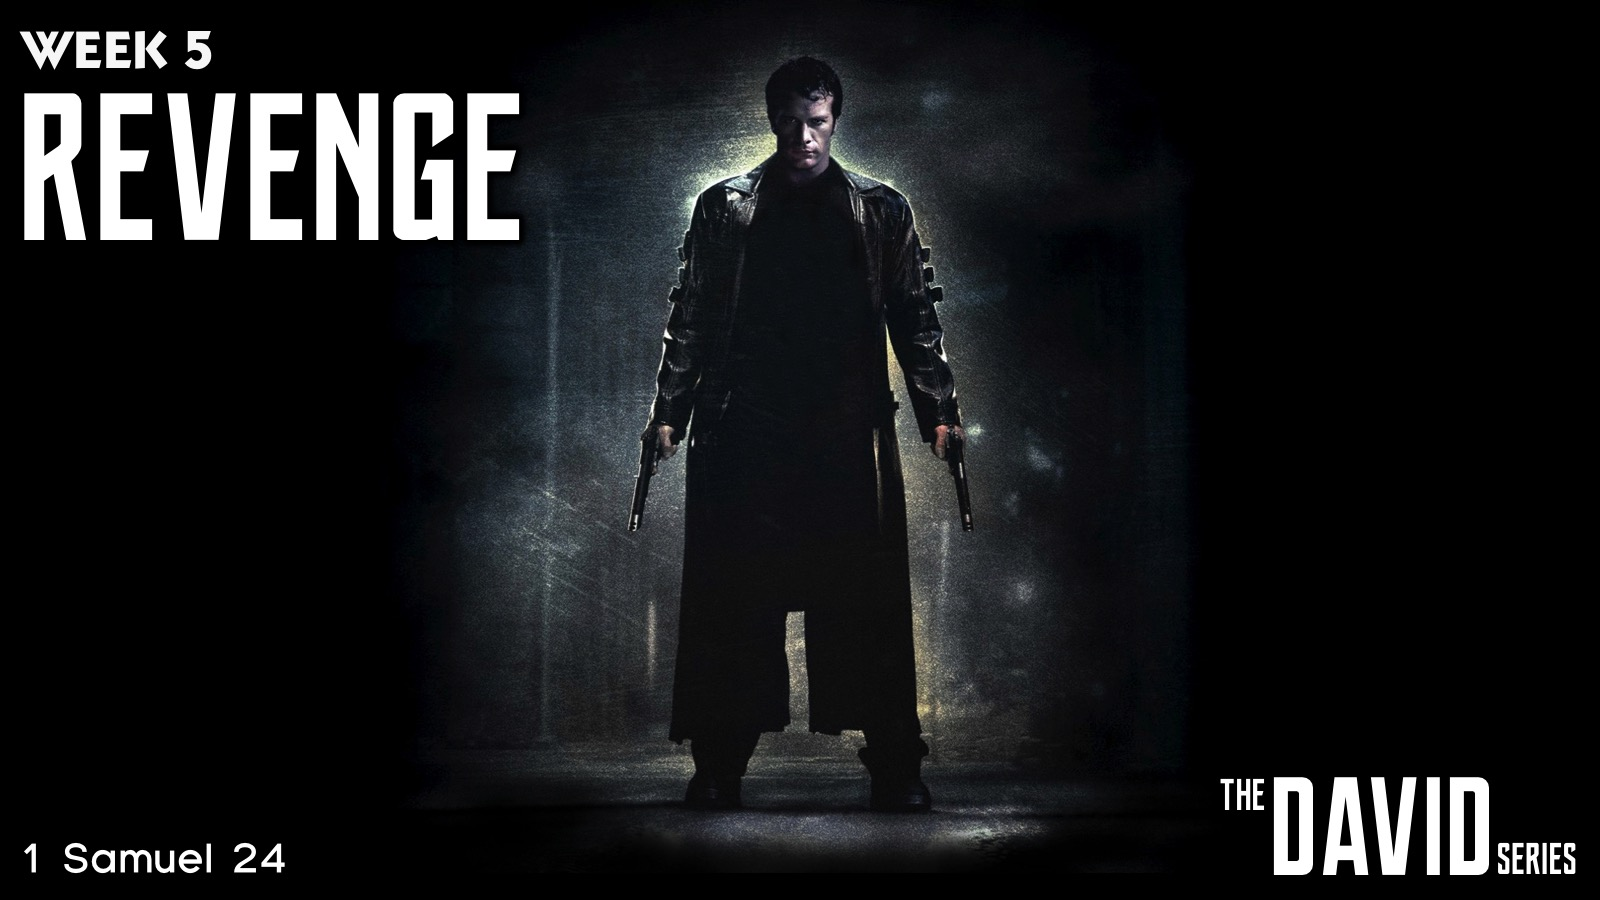 WEEK 5
REVENGE
1 Samuel 24
THE DAVID SERIES